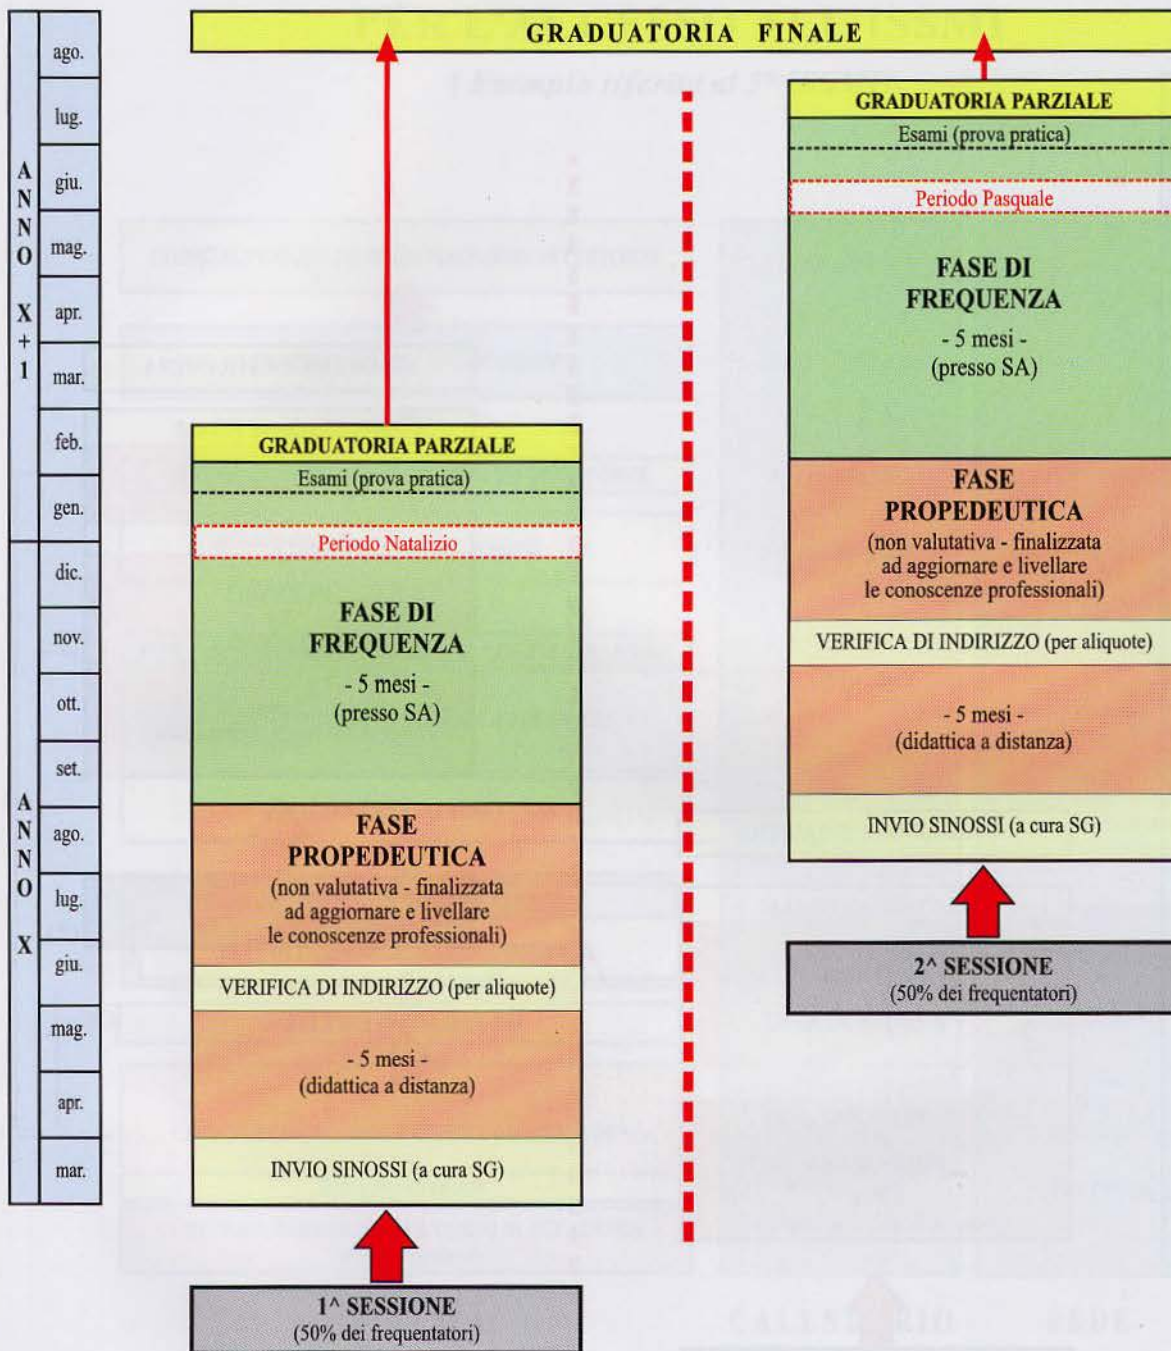 GRADUATORIA FINALE
ANNO X+1
ago.
lug.
giu.
mag.
apr.
mar.
feb.
gen.
ANNO X
dic.
nov.
ott.
set.
ago.
lug.
giu.
mag.
apr.
mar.
GRADUATORIA PARZIALE
Esami (prova pratica)
Periodo Natalizio
FASE DI
FREQUENZA
- 5 mesi -
(presso SA)
FASE
PROPEDEUTICA
(non valutativa - finalizzata
ad aggiornare e livellare
le conoscenze professionali)
VERIFICA DI INDIRIZZO (per aliquote)
- 5 mesi -
(didattica a distanza)
INVIO SINOSSI (a cura SG)
1^ SESSIONE
(50% dei frequentatori)
GRADUATORIA PARZIALE
Esami (prova pratica)
Periodo Pasquale
FASE DI
FREQUENZA
- 5 mesi -
(presso SA)
FASE
PROPEDEUTICA
(non valutativa - finalizzata
ad aggiornare e livellare
le conoscenze professionali)
VERIFICA DI INDIRIZZO (per aliquote)
- 5 mesi -
(didattica a distanza)
INVIO SINOSSI (a cura SG)
2^ SESSIONE
(50% dei frequentatori)